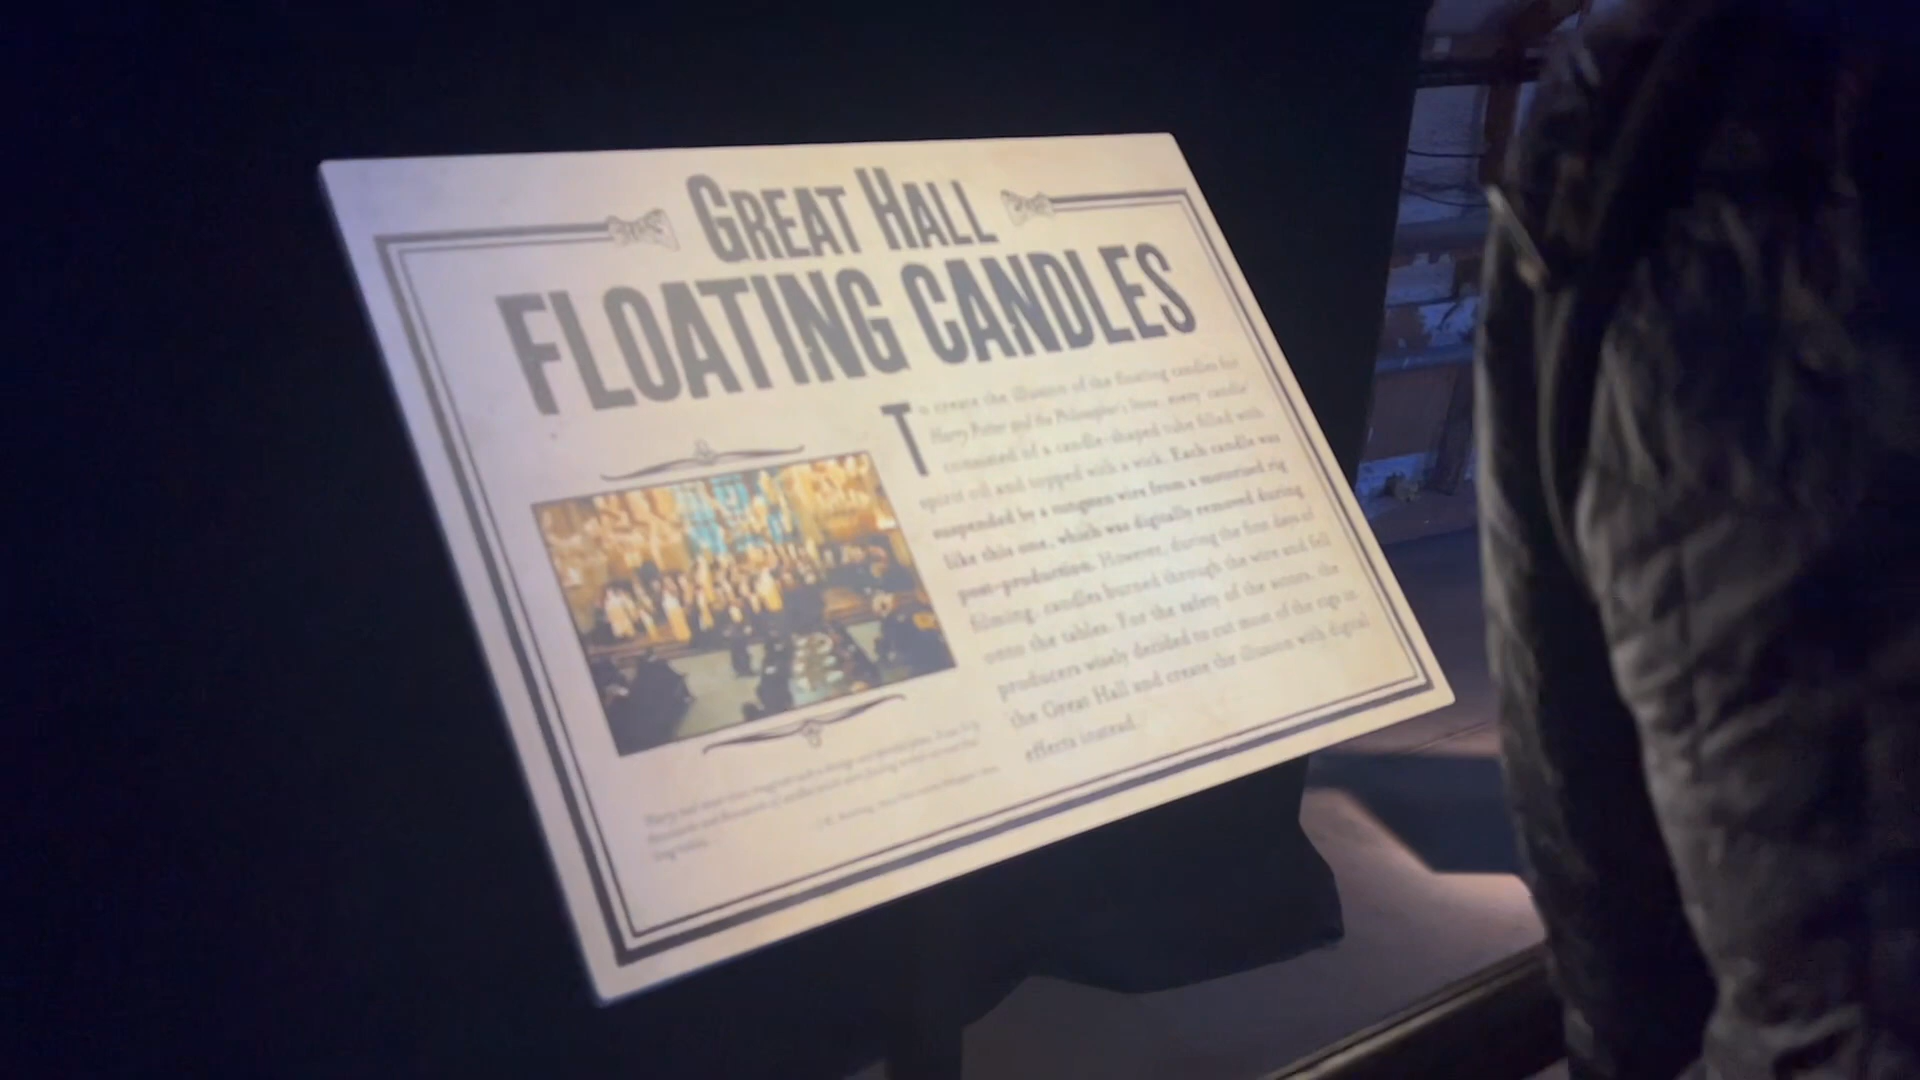 GREAT HALL
FLOATING CANDLES
To create the illusion of the floating candles for
Harry Potter and the Philosopher's Stone, every 'candle'
consisted of a candle-shaped tube filled with
spirit oil and topped with a wick. Each candle was
suspended by a tungsten wire from a motorised rig
like this one, which was digitally removed during
post-production. However, during the first days of
filming, candles burned through the wire and fell
onto the tables. For the safety of the actors, the
producers wisely decided to cut most of the rigs in
the Great Hall and create the illusion with digital
effects instead.